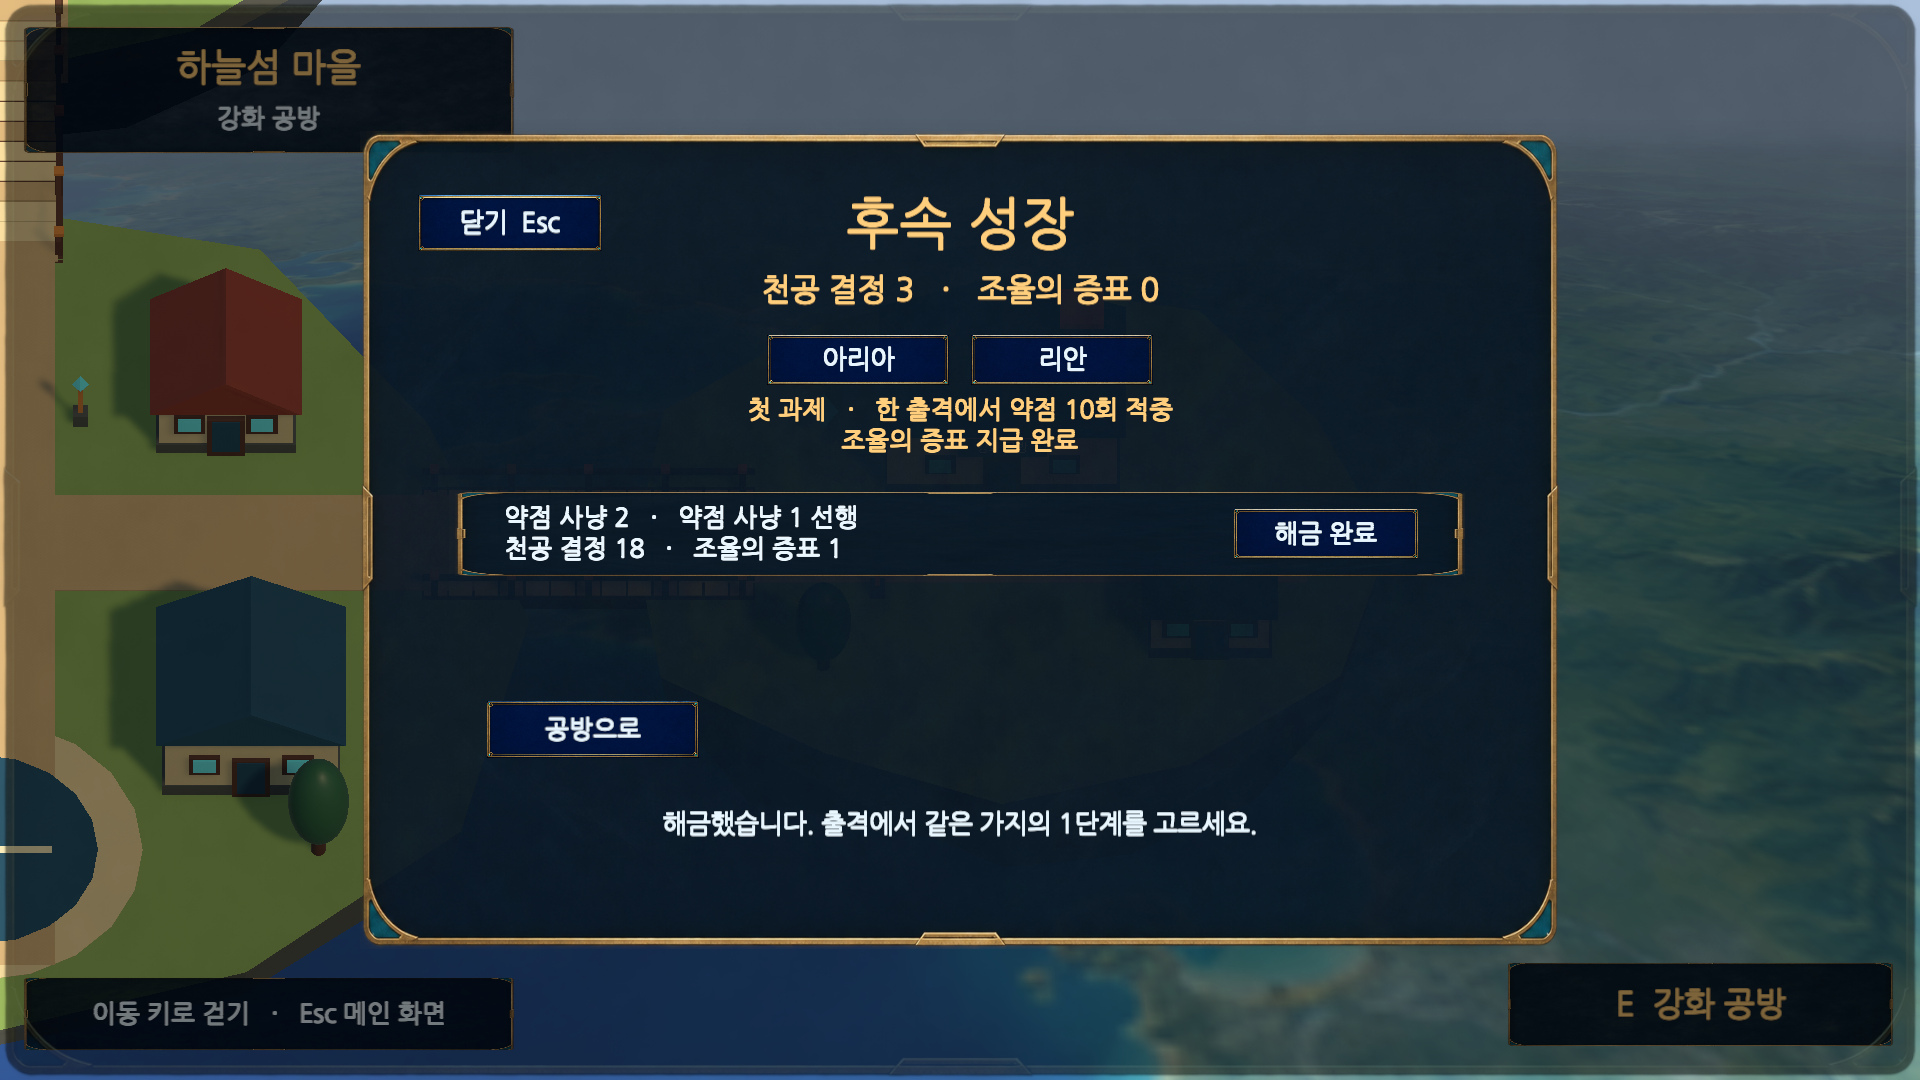 하늘섬 마을
강화 공방
닫기 Esc
후속 성장
천공 결정 3 · 조율의 증표 0
아리아
리안
첫 과제 · 한 출격에서 약점 10회 적중
조율의 증표 지급 완료
약점 사냥 2 · 약점 사냥 1 선행
천공 결정 18 · 조율의 증표 1
해금 완료
공방으로
해금했습니다. 출격에서 같은 가지의 1단계를 고르세요.
이동 키로 걷기 · Esc 메인 화면
E 강화 공방